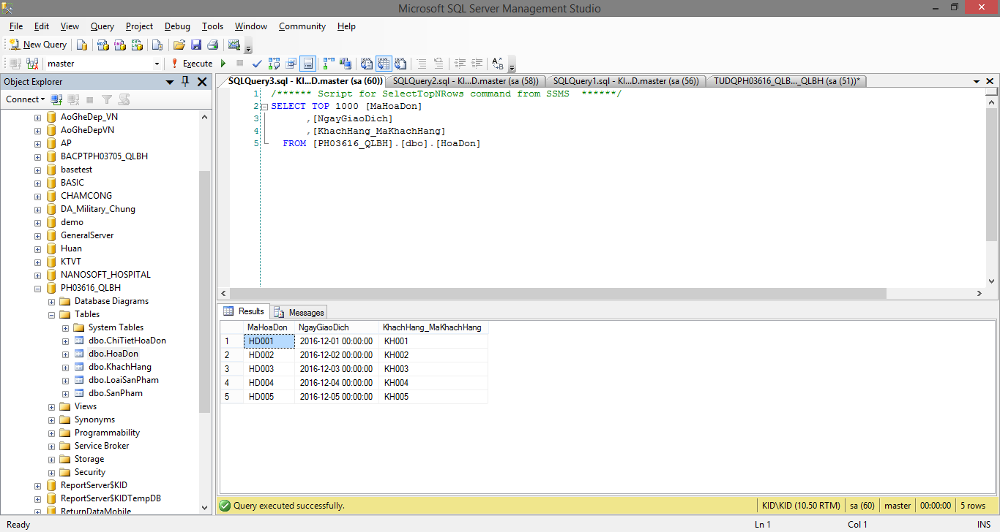 Microsoft SQL Server Management Studio
File Edit View Query Project Debug Tools Window Community Help
New Query
master Execute
Object Explorer
Connect
AoGheDep_VN
AoGheDepVN
AP
BACPTPH03705_QLBH
basetest
BASIC
CHAMCONG
DA_Military_Chung
demo
GeneralServer
Huan
KTVT
NANOSOFT_HOSPITAL
PH03616_QLBH
Database Diagrams
Tables
System Tables
dbo.ChiTietHoaDon
dbo.HoaDon
dbo.KhachHang
dbo.LoaiSanPham
dbo.SanPham
Views
Synonyms
Programmability
Service Broker
Storage
Security
ReportServer$KID
ReportServer$KIDTempDB
ReturnDataMobile
SQLQuery3.sql - KI...D.master (sa (60)) SQLQuery2.sql - KI...D.master (sa (58)) SQLQuery1.sql - KI...D.master (sa (56)) TUDQPH03616_QLB..._QLBH (sa (51))*
1 /****** Script for SelectTopNRows command from SSMS ******/
2 SELECT TOP 1000 [MaHoaDon]
3 ,[NgayGiaoDich]
4 ,[KhachHang_MaKhachHang]
5 FROM [PH03616_QLBH].[dbo].[HoaDon]
Results Messages
MaHoaDon NgayGiaoDich KhachHang_MaKhachHang
1 HD001 2016-12-01 00:00:00 KH001
2 HD002 2016-12-02 00:00:00 KH002
3 HD003 2016-12-03 00:00:00 KH003
4 HD004 2016-12-04 00:00:00 KH004
5 HD005 2016-12-05 00:00:00 KH005
Query executed successfully. KID\KID (10.50 RTM) sa (60) master 00:00:00 5 rows
Ready Ln 1 Col 1 INS